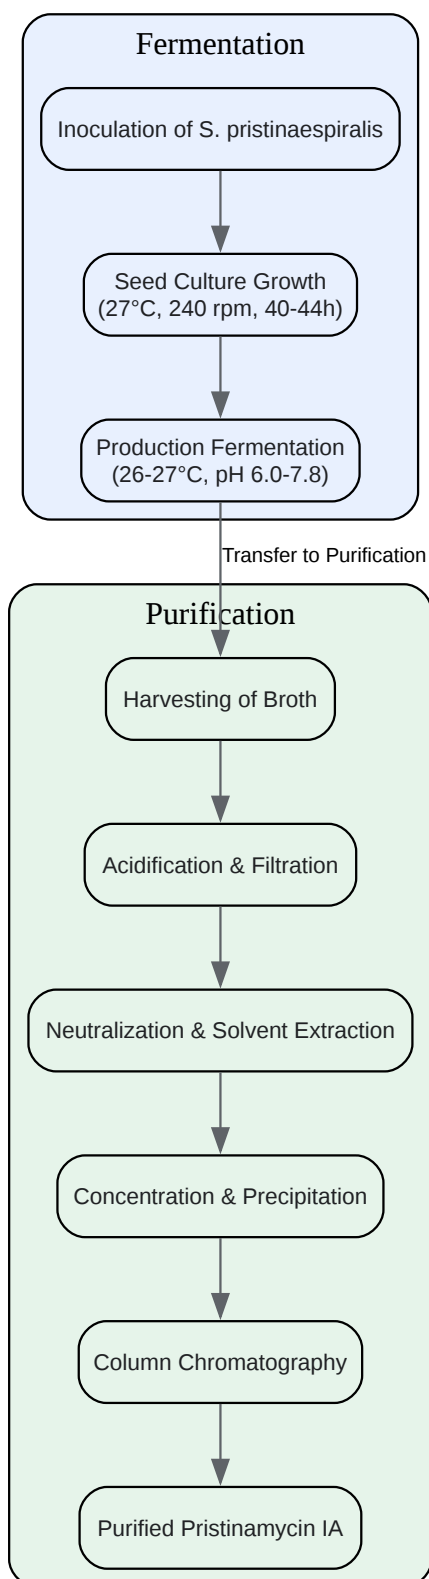 Fermentation
Inoculation of S. pristinaespiralis
Seed Culture Growth
(27°C, 240 rpm, 40-44h)
Production Fermentation
(26-27°C, pH 6.0-7.8)
Transfer to Purification
Purification
Harvesting of Broth
Acidification & Filtration
Neutralization & Solvent Extraction
Concentration & Precipitation
Column Chromatography
Purified Pristinamycin IA